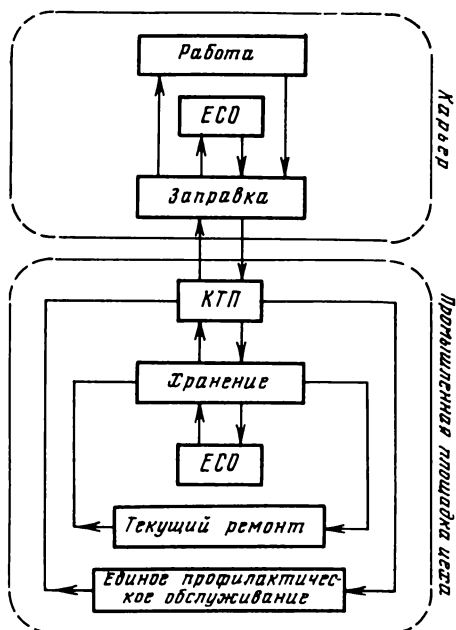 Работа
ЕСО
Заправка
Карьер
КТП
Хранение
ЕСО
Текущий ремонт
Единое профилактичес-
кое обслуживание
Промышленная площадка цеха